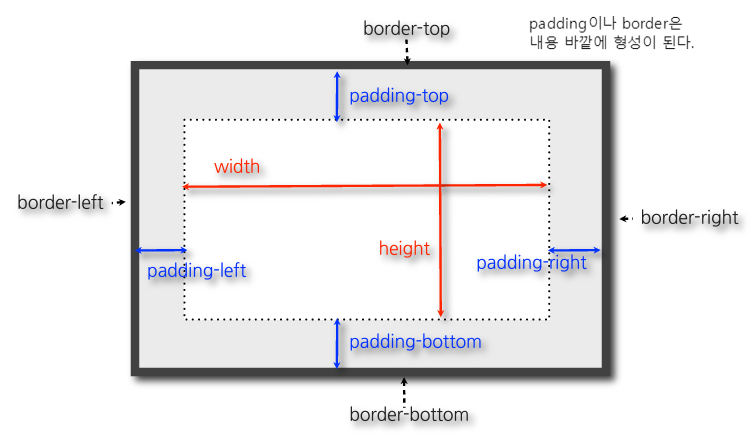 border-top
padding이나 border은
내용 바깥에 형성이 된다.
padding-top
width
border-left
border-right
height
padding-left
padding-right
padding-bottom
border-bottom